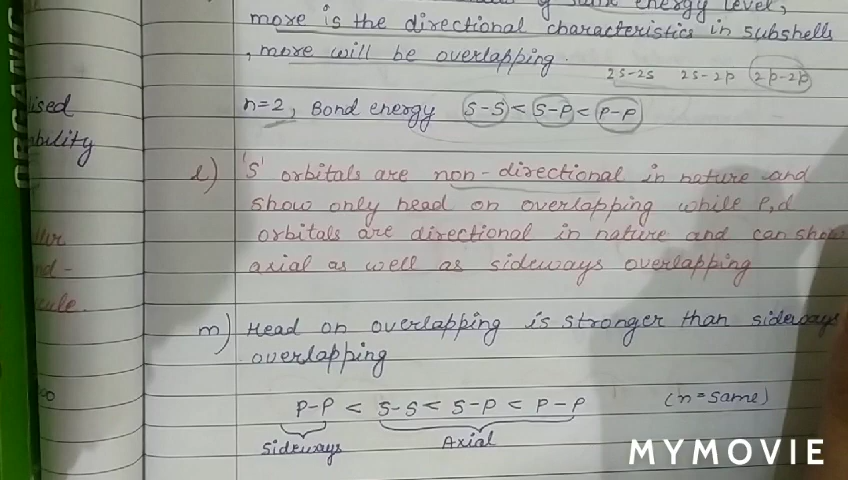 same energy level,
more is the directional characteristics in subshells
, more will be overlapping.
2s-2s 2s-2p 2p-2p
n=2, Bond energy S-S < S-P < P-P
l) 'S' orbitals are non-directional in nature and
show only head on overlapping while P,d
orbitals are directional in nature and can show
axial as well as sideways overlapping
m) Head on overlapping is stronger than sideways
overlapping
P-P < S-S < S-P < P-P (n=same)
Sideways Axial
MYMOVIE